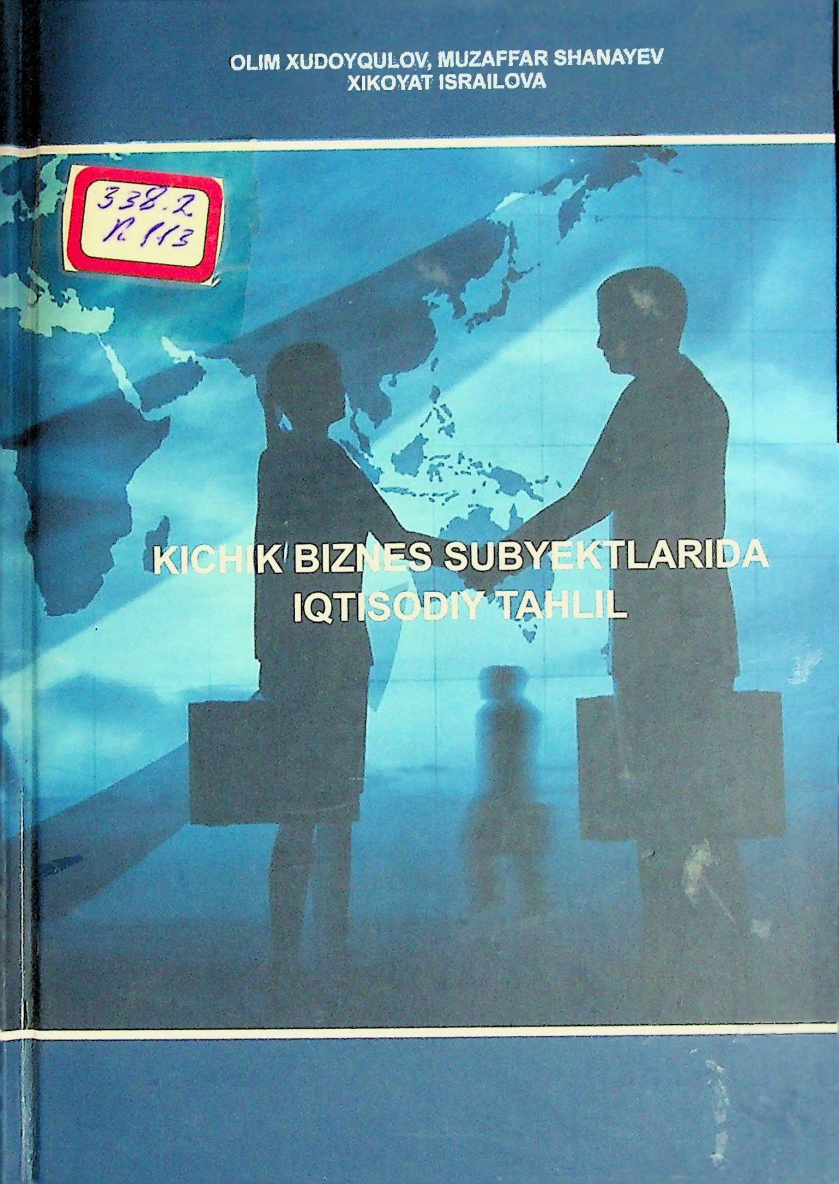 OLIM XUDOYQULOV, MUZAFFAR SHANAYEV
XIKOYAT ISRAILOVA
338.2
KICHIK BIZNES SUBYEKTLARIDA
IQTISODIY TAHLIL